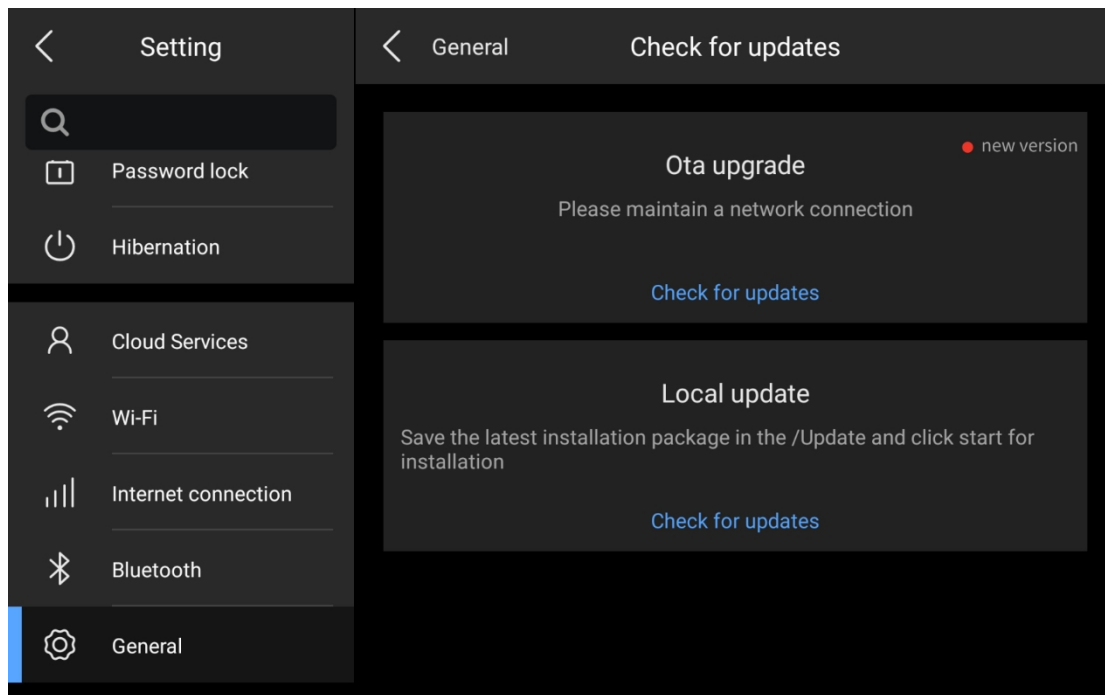 Setting
Password lock
Hibernation
Cloud Services
Wi-Fi
Internet connection
Bluetooth
General
General
Check for updates
new version
Ota upgrade
Please maintain a network connection
Check for updates
Local update
Save the latest installation package in the /Update and click start for
installation
Check for updates